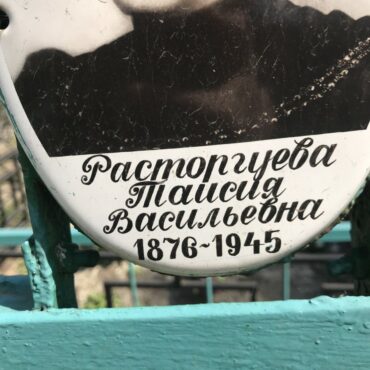 Расторгуева
Таисия
Васильевна
1876~1945